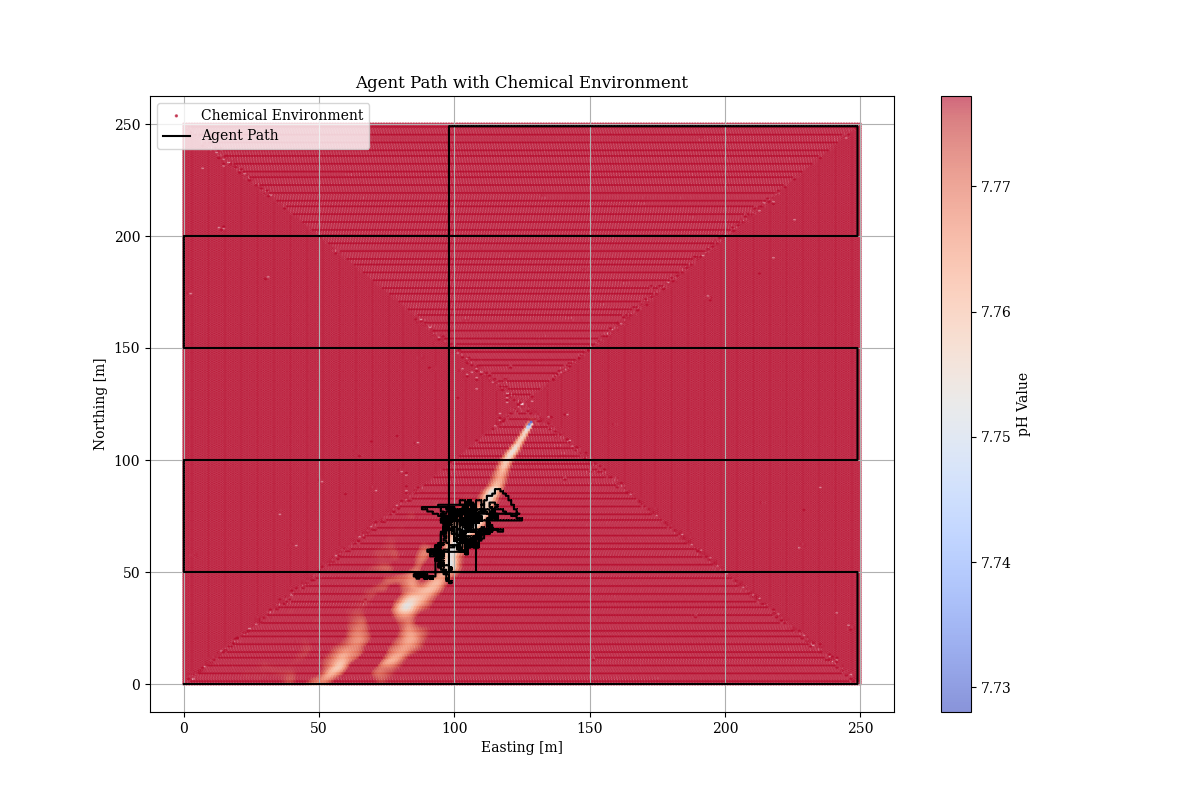 Agent Path with Chemical Environment
Chemical Environment
Agent Path
250
200
150
100
50
0
Northing [m]
0 50 100 150 200 250
Easting [m]
7.77
7.76
7.75
7.74
7.73
pH Value